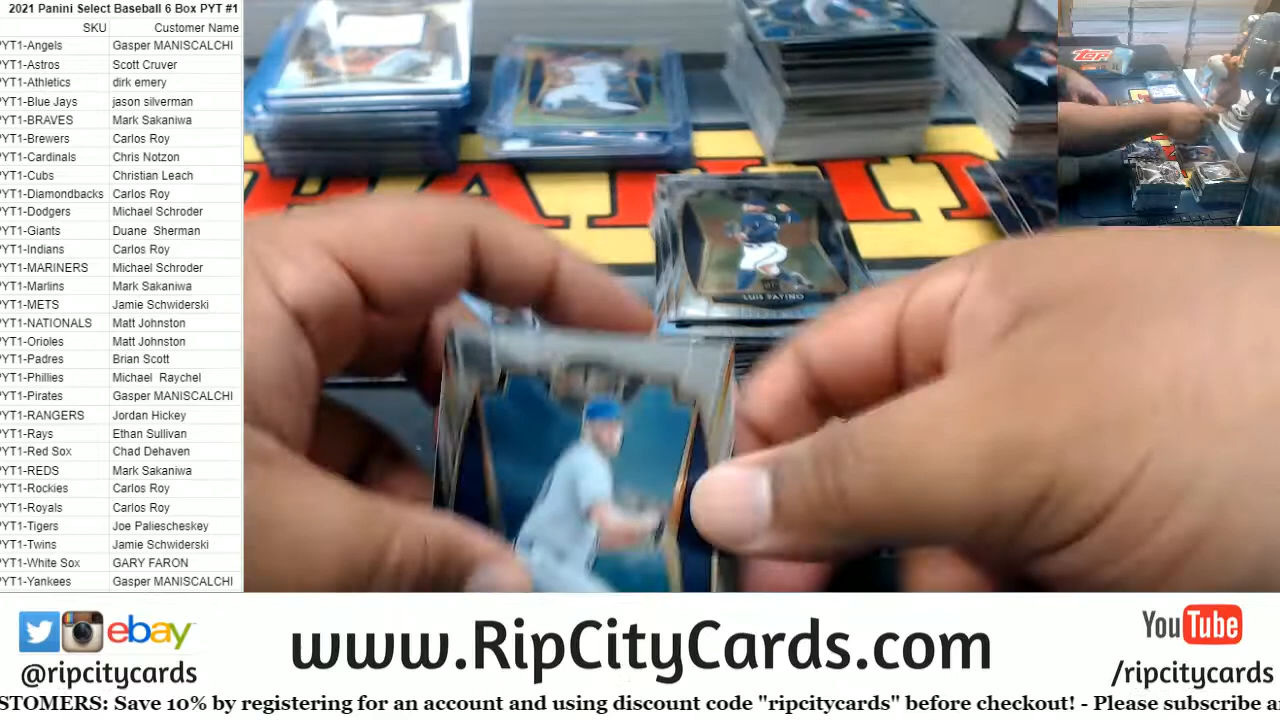 2021 Panini Select Baseball 6 Box PYT #1
SKU Customer Name
PYT1-Angels Gasper MANISCALCHI
PYT1-Astros Scott Cruver
PYT1-Athletics dirk emery
PYT1-Blue Jays jason silverman
PYT1-BRAVES Mark Sakaniwa
PYT1-Brewers Carlos Roy
PYT1-Cardinals Chris Notzon
PYT1-Cubs Christian Leach
PYT1-Diamondbacks Carlos Roy
PYT1-Dodgers Michael Schroder
PYT1-Giants Duane Sherman
PYT1-Indians Carlos Roy
PYT1-MARINERS Michael Schroder
PYT1-Marlins Mark Sakaniwa
PYT1-METS Jamie Schwiderski
PYT1-NATIONALS Matt Johnston
PYT1-Orioles Matt Johnston
PYT1-Padres Brian Scott
PYT1-Phillies Michael Raychel
PYT1-Pirates Gasper MANISCALCHI
PYT1-RANGERS Jordan Hickey
PYT1-Rays Ethan Sullivan
PYT1-Red Sox Chad Dehaven
PYT1-REDS Mark Sakaniwa
PYT1-Rockies Carlos Roy
PYT1-Royals Carlos Roy
PYT1-Tigers Joe Paliescheskey
PYT1-Twins Jamie Schwiderski
PYT1-White Sox GARY FARON
PYT1-Yankees Gasper MANISCALCHI
LUIS PATIÑO
ebay
@ripcitycards
www.RipCityCards.com
YouTube
/ripcitycards
STOMERS: Save 10% by registering for an account and using discount code "ripcitycards" before checkout! - Please subscribe a